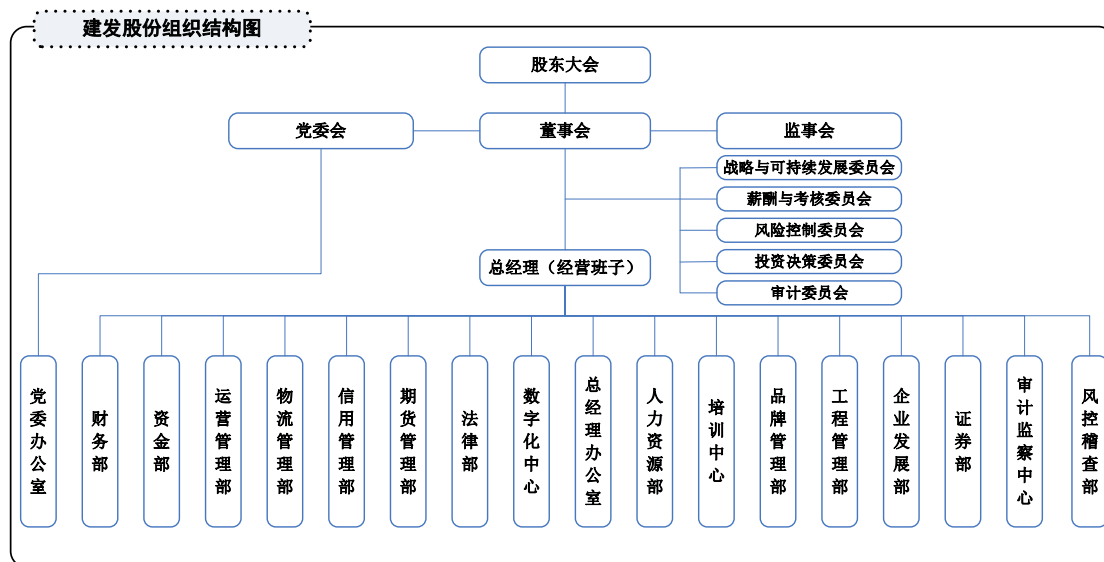 建发股份组织结构图
股东大会
党委会
董事会
监事会
战略与可持续发展委员会
薪酬与考核委员会
风险控制委员会
总经理（经营班子）
投资决策委员会
审计委员会
党委办公室
财务部
资金部
运营管理部
物流管理部
信用管理部
期货管理部
法律部
数字化中心
总经理办公室
人力资源部
培训中心
品牌管理部
工程管理部
企业发展部
证券部
审计监察中心
风控稽查部